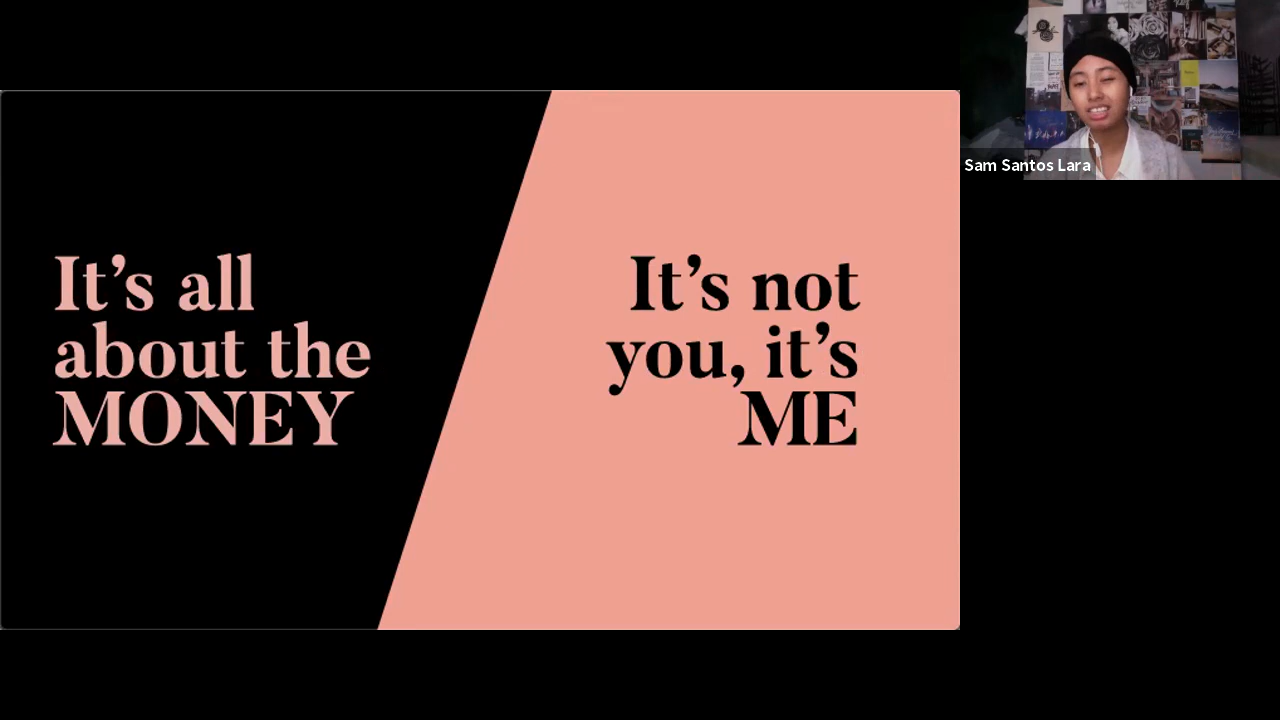 It's all
about the
MONEY
It's not
you, it's
ME
Sam Santos Lara